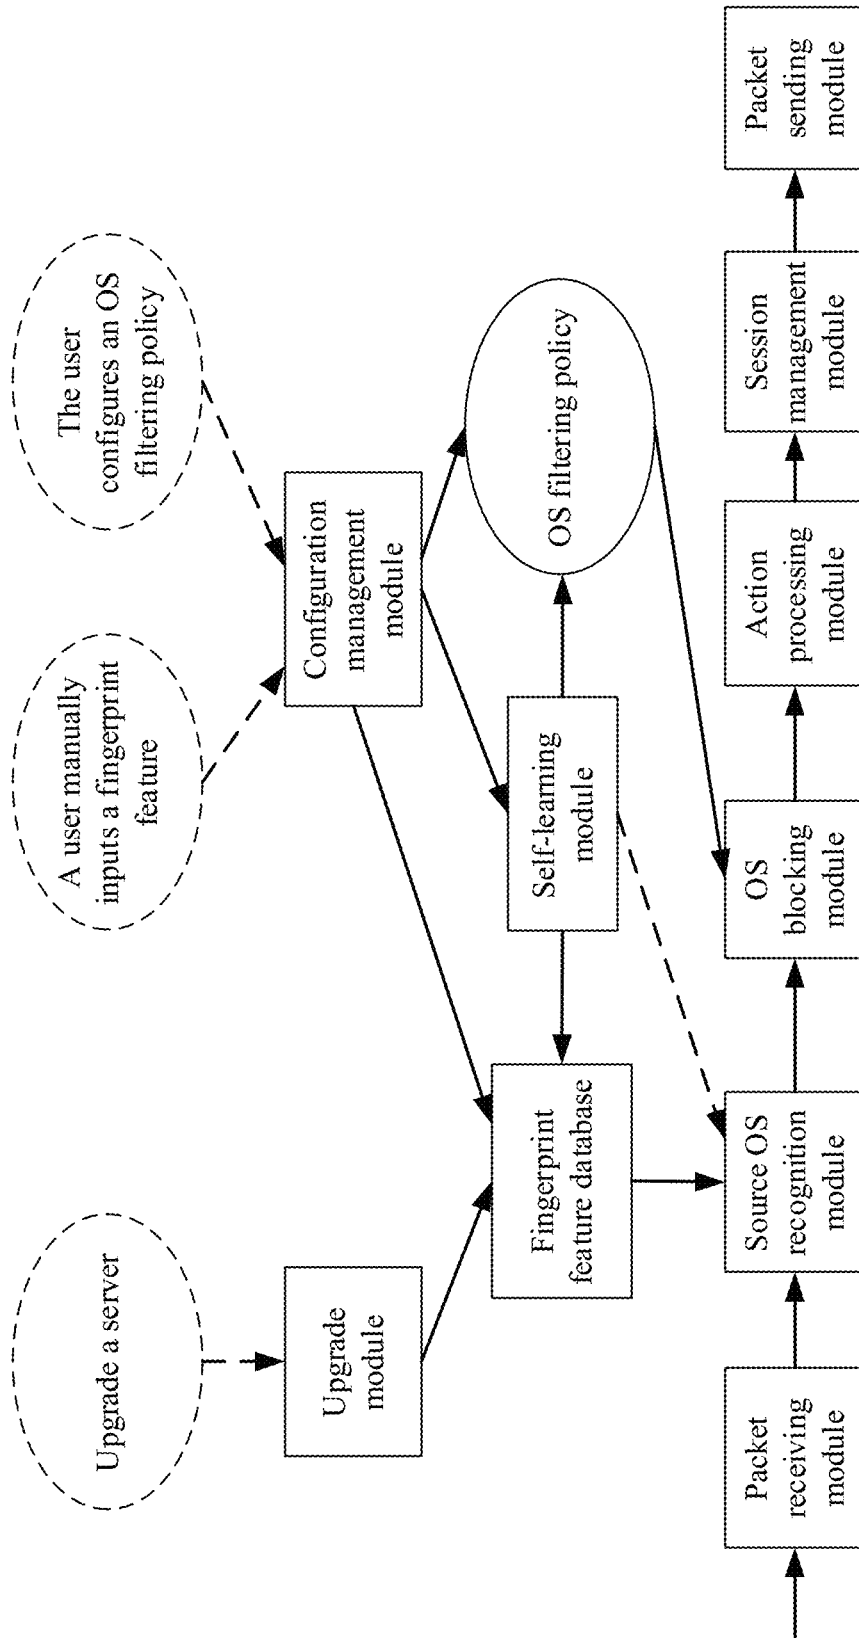 Upgrade a server
A user manually
inputs a fingerprint
feature
The user
configures an OS
filtering policy
Upgrade
module
Configuration
management
module
Fingerprint
feature database
Self-learning
module
OS filtering policy
Packet
receiving
module
Source OS
recognition
module
OS
blocking
module
Action
processing
module
Session
management
module
Packet
sending
module